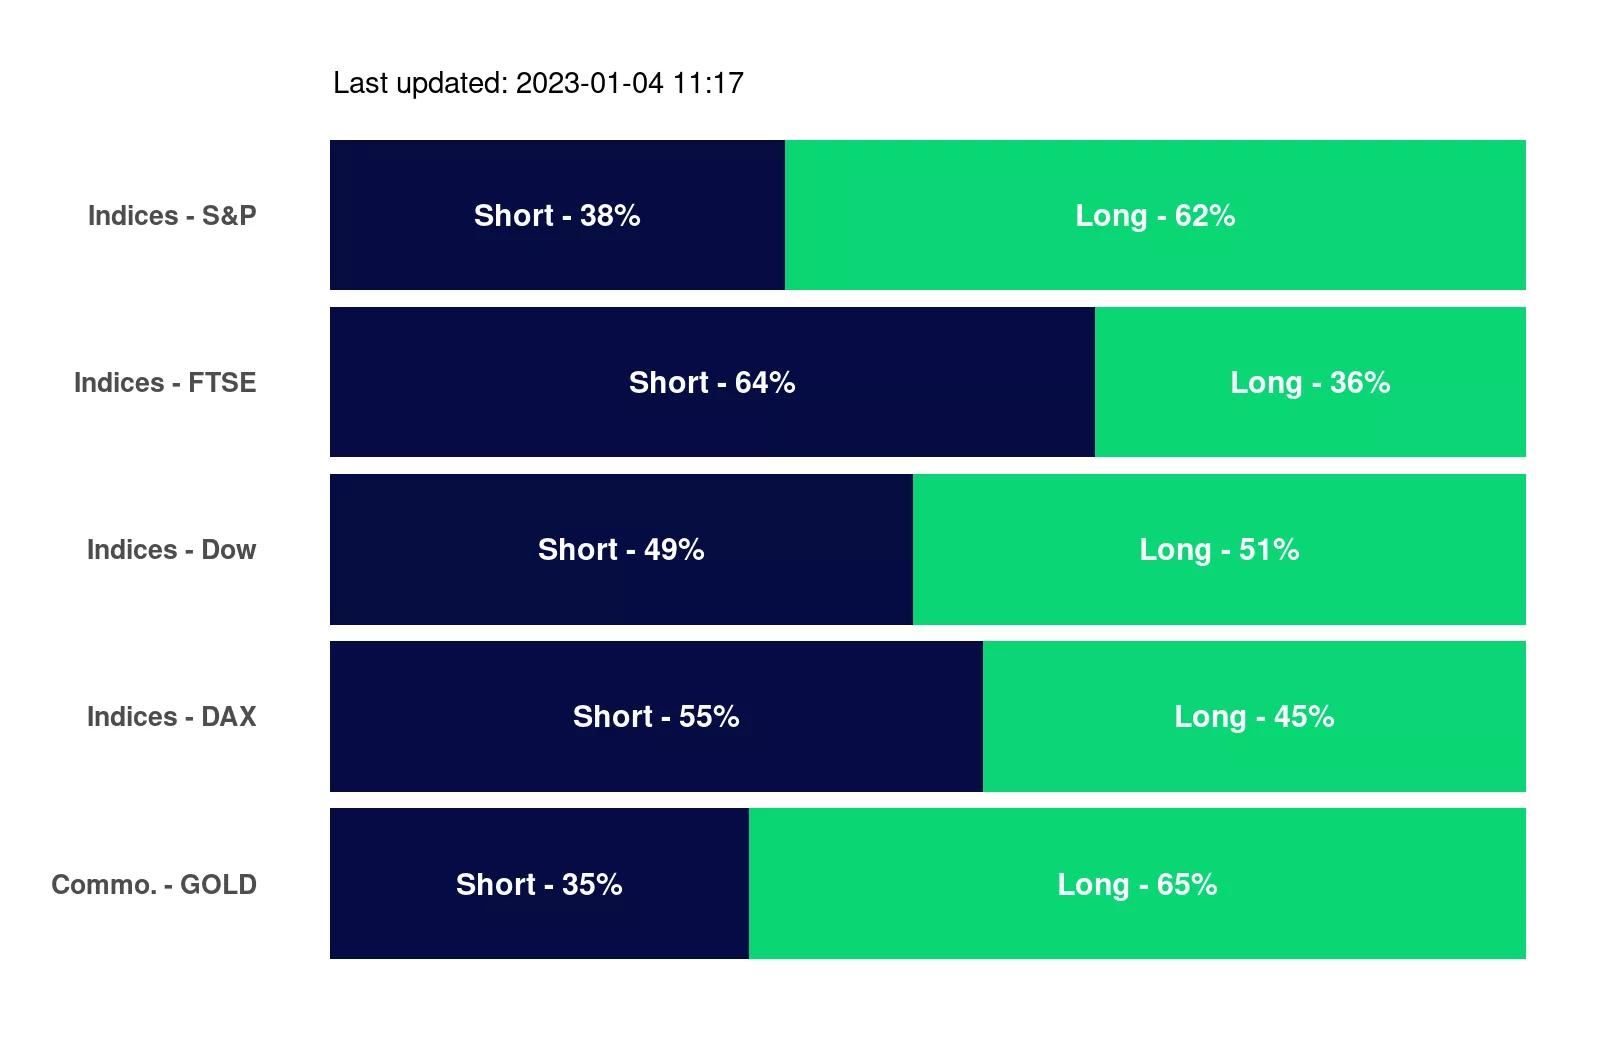 Last updated: 2023-01-04 11:17
Indices - S&P Short - 38% Long - 62%
Indices - FTSE Short - 64% Long - 36%
Indices - Dow Short - 49% Long - 51%
Indices - DAX Short - 55% Long - 45%
Commo. - GOLD Short - 35% Long - 65%